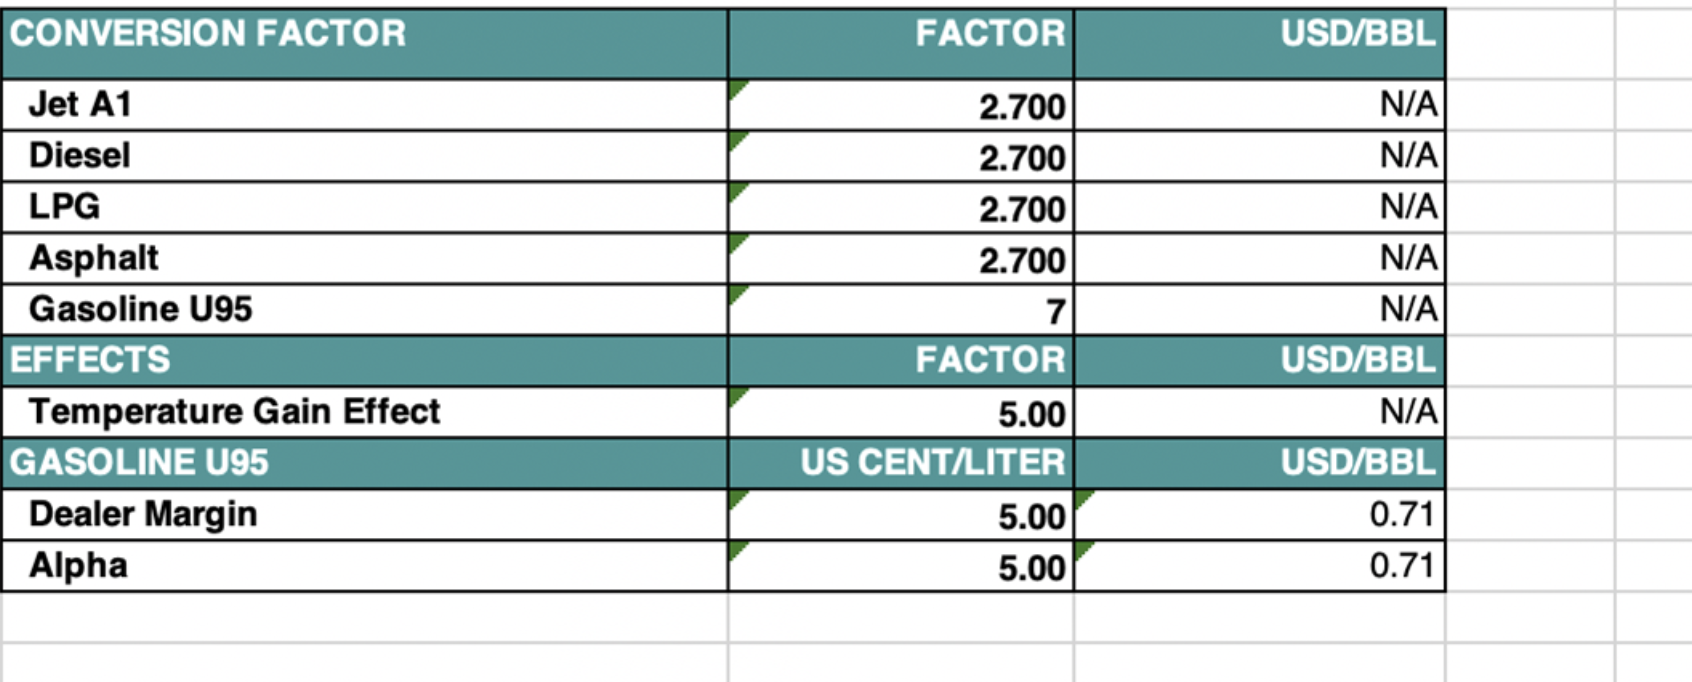 CONVERSION FACTOR FACTOR USD/BBL
Jet A1 2.700 N/A
Diesel 2.700 N/A
LPG 2.700 N/A
Asphalt 2.700 N/A
Gasoline U95 7 N/A
EFFECTS FACTOR USD/BBL
Temperature Gain Effect 5.00 N/A
GASOLINE U95 US CENT/LITER USD/BBL
Dealer Margin 5.00 0.71
Alpha 5.00 0.71